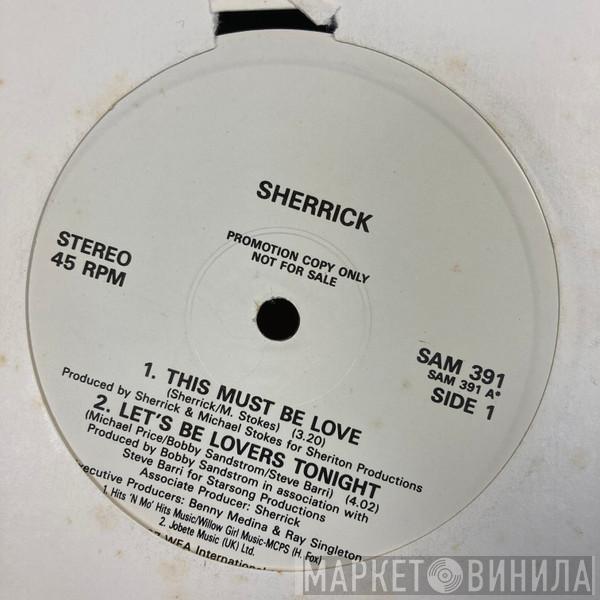 SHERRICK
PROMOTION COPY ONLY
NOT FOR SALE
STEREO
45 RPM
SAM 391
SAM 391 A*
SIDE 1
1. THIS MUST BE LOVE
(Sherrick/M. Stokes) (3.20)
Produced by Sherrick & Michael Stokes for Sheriton Productions
2. LET'S BE LOVERS TONIGHT
(Michael Price/Bobby Sandstrom/Steve Barri) (4.02)
Produced by Bobby Sandstrom in association with
Steve Barri for Starsong Productions
Associate Producer: Sherrick
Executive Producers: Benny Medina & Ray Singleton
1. Hits 'N Mo' Hits Music/Willow Girl Music-MCPS (H. Fox)
2. Jobete Music (UK) Ltd.
7 WEA International
МАРКЕТ ВИНИЛА